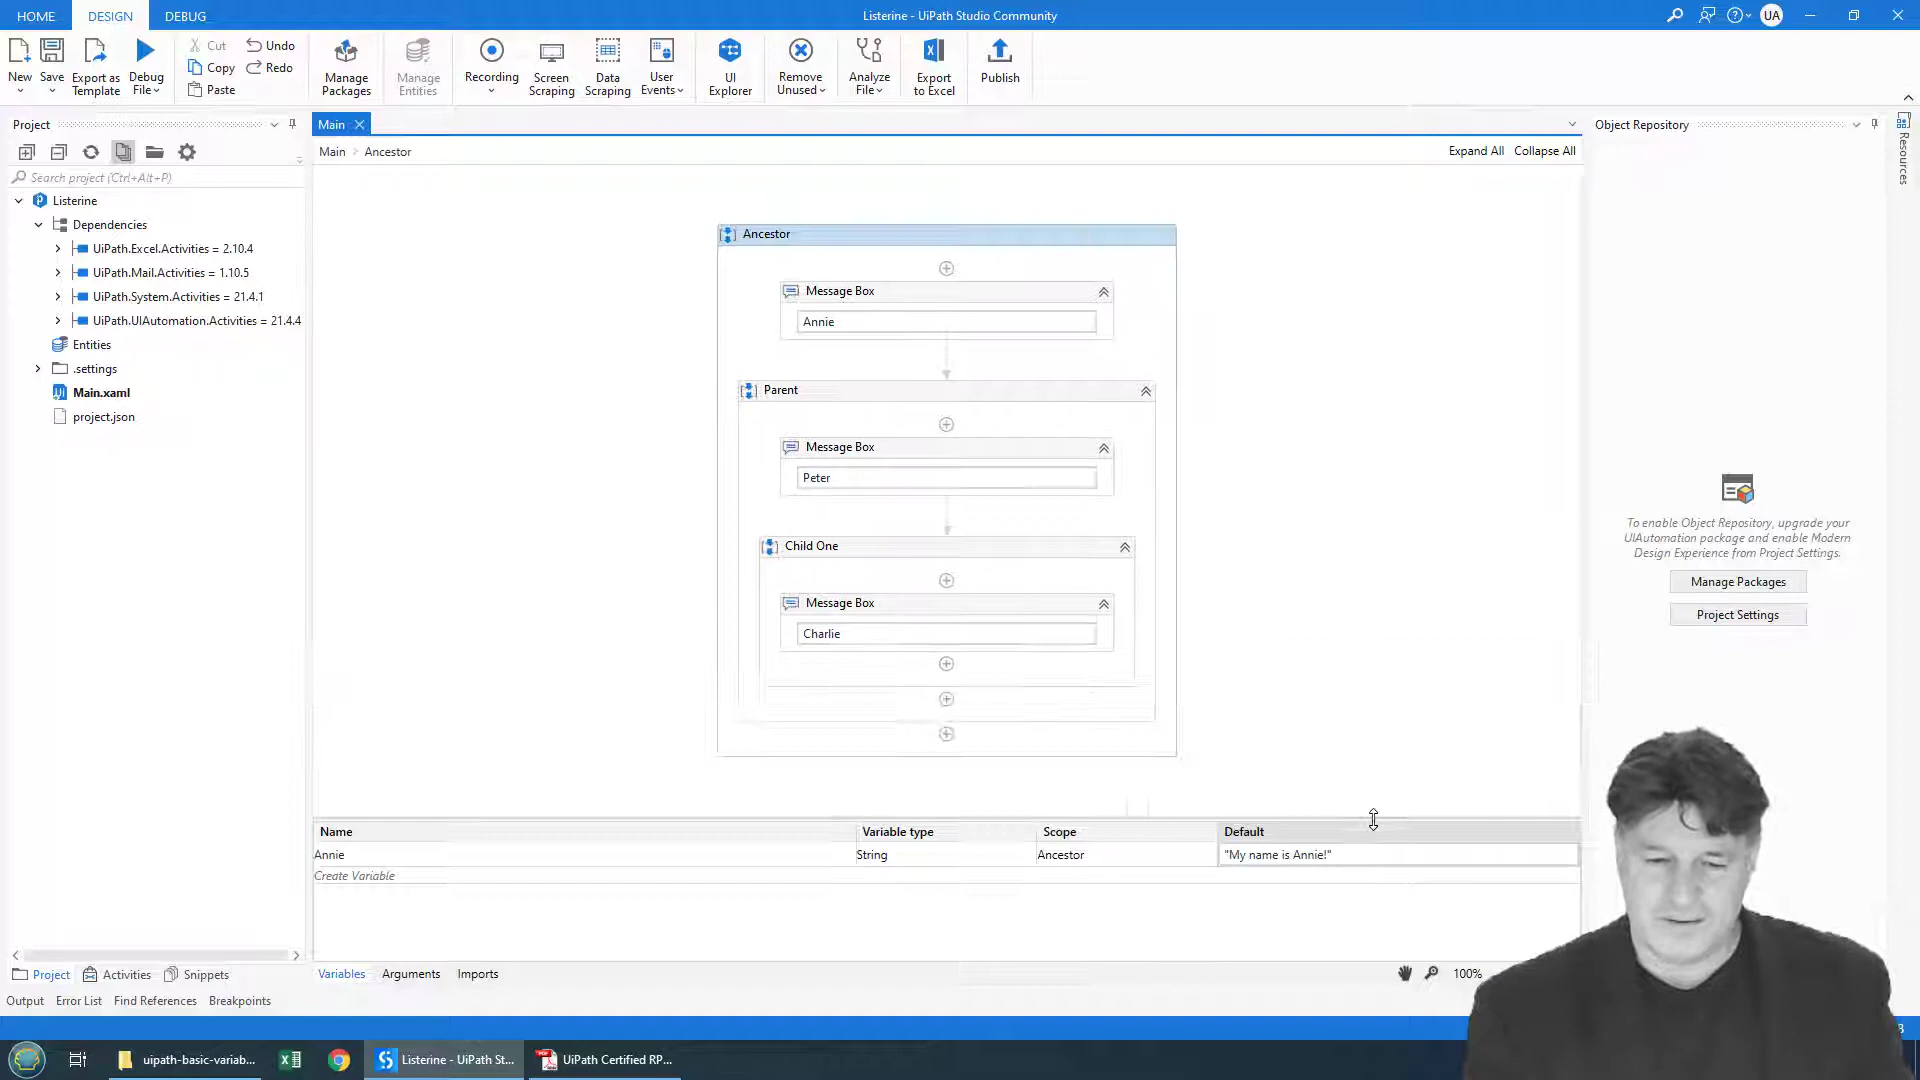 HOME DESIGN DEBUG Listerine - UiPath Studio Community UA
New Save Export as Template Debug File Cut Copy Paste Undo Redo Manage Packages Manage Entities Recording Screen Scraping Data Scraping User Events UI Explorer Remove Unused Analyze File Export to Excel Publish
Project
Main
Object Repository
Resources
Main > Ancestor
Expand All Collapse All
Search project (Ctrl+Alt+P)
Listerine
Dependencies
UiPath.Excel.Activities = 2.10.4
UiPath.Mail.Activities = 1.10.5
UiPath.System.Activities = 21.4.1
UiPath.UIAutomation.Activities = 21.4.4
Entities
.settings
Main.xaml
project.json
Ancestor
Message Box
Annie
Parent
Message Box
Peter
Child One
Message Box
Charlie
To enable Object Repository, upgrade your
UIAutomation package and enable Modern
Design Experience from Project Settings.
Manage Packages
Project Settings
Name Variable type Scope Default
Annie String Ancestor "My name is Annie!"
Create Variable
Project Activities Snippets
Variables Arguments Imports
100%
Output Error List Find References Breakpoints
uipath-basic-variab...
Listerine - UiPath St...
UiPath Certified RP...